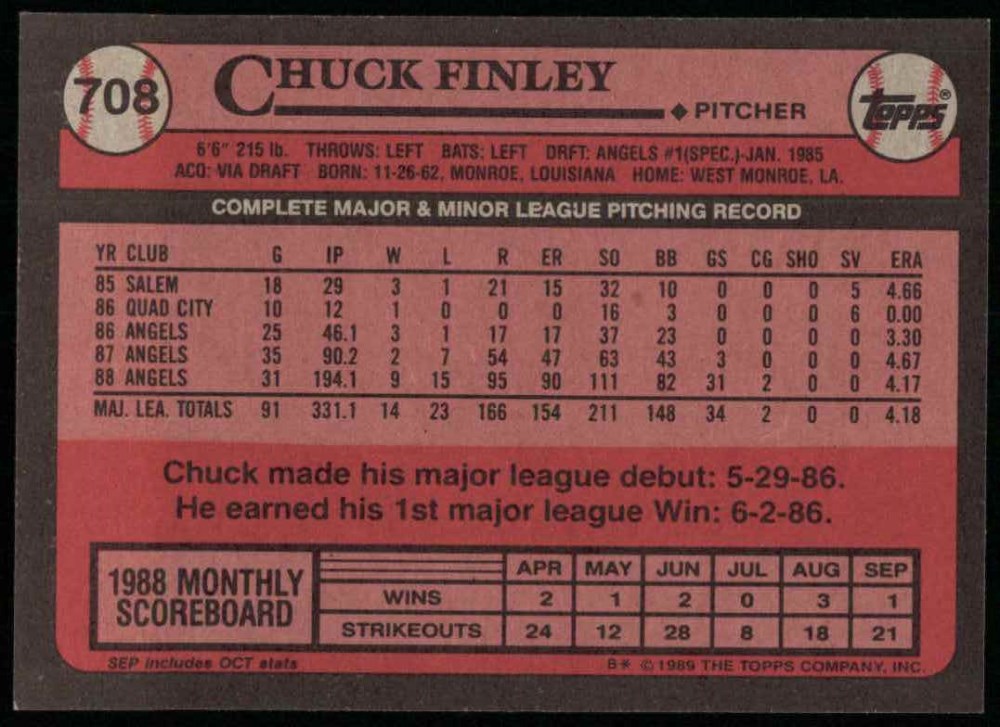 708
CHUCK FINLEY
◆ PITCHER
Topps®
6'6" 215 lb. THROWS: LEFT BATS: LEFT DRFT: ANGELS #1(SPEC.)-JAN. 1985
ACQ: VIA DRAFT BORN: 11-26-62, MONROE, LOUISIANA HOME: WEST MONROE, LA.
COMPLETE MAJOR & MINOR LEAGUE PITCHING RECORD
YR CLUB G IP W L R ER SO BB GS CG SHO SV ERA
85 SALEM 18 29 3 1 21 15 32 10 0 0 0 5 4.66
86 QUAD CITY 10 12 1 0 0 0 16 3 0 0 0 6 0.00
86 ANGELS 25 46.1 3 1 17 17 37 23 0 0 0 0 3.30
87 ANGELS 35 90.2 2 7 54 47 63 43 3 0 0 0 4.67
88 ANGELS 31 194.1 9 15 95 90 111 82 31 2 0 0 4.17
MAJ. LEA. TOTALS 91 331.1 14 23 166 154 211 148 34 2 0 0 4.18
Chuck made his major league debut: 5-29-86.
He earned his 1st major league Win: 6-2-86.
1988 MONTHLY SCOREBOARD
APR MAY JUN JUL AUG SEP
WINS 2 1 2 0 3 1
STRIKEOUTS 24 12 28 8 18 21
SEP includes OCT stats
B* © 1989 THE TOPPS COMPANY, INC.